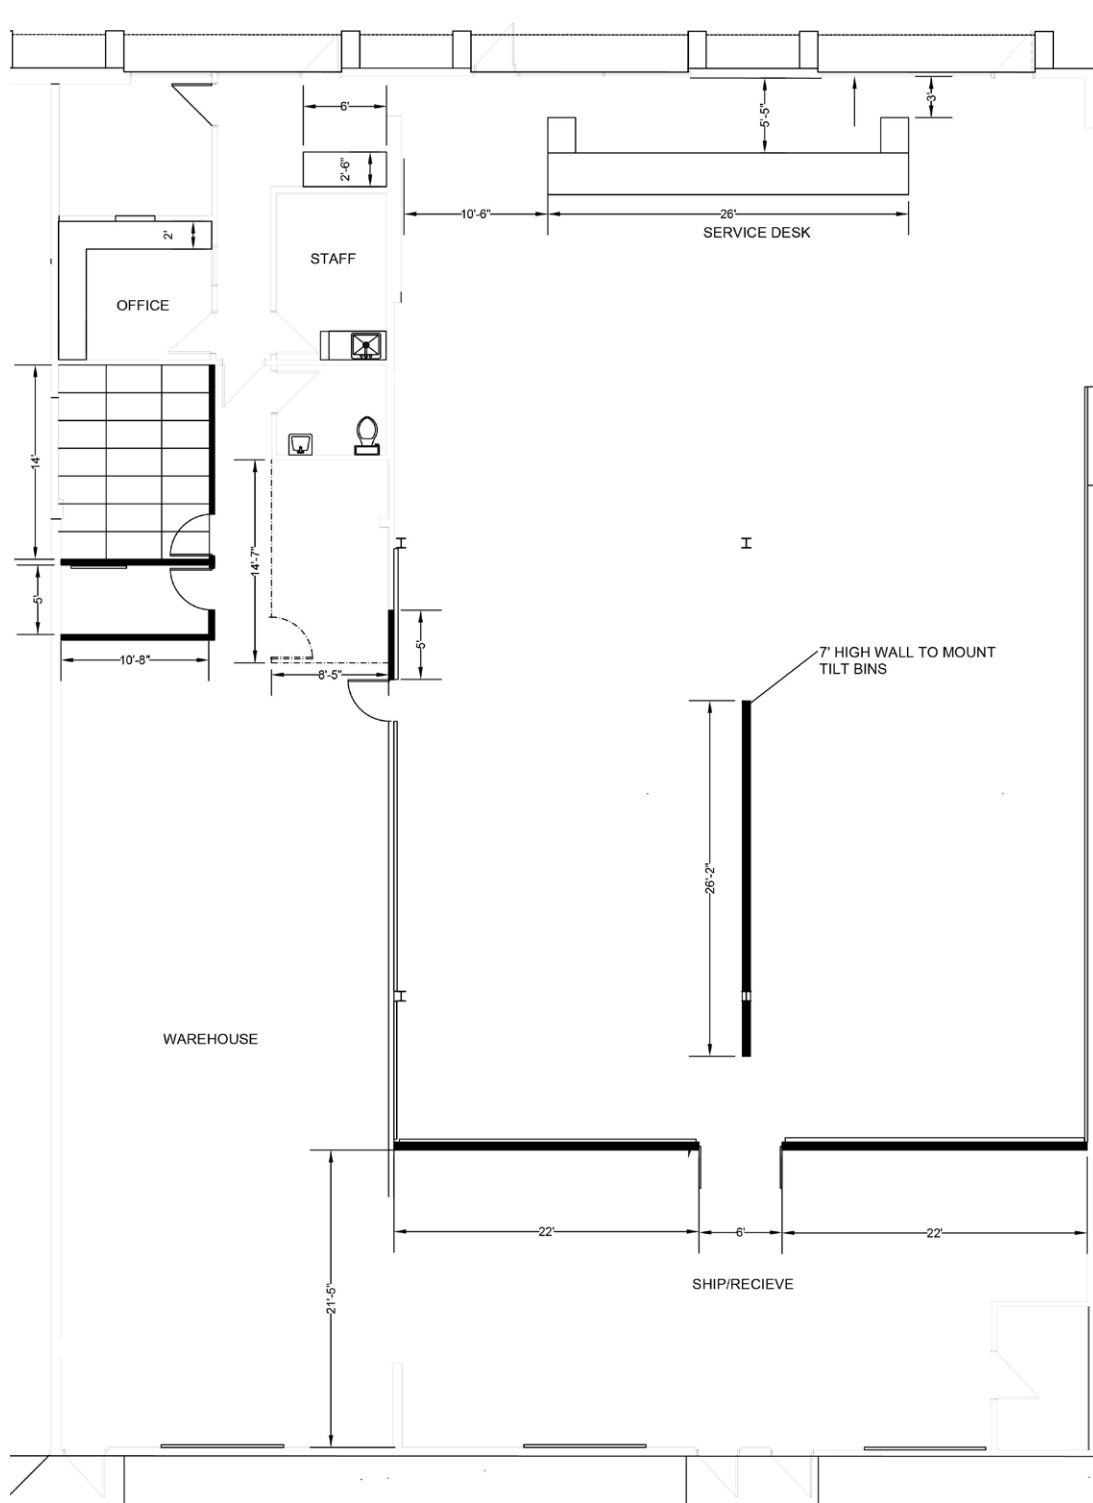 6'
5'-5"
3'
2'-6"
10'-6"
26'
SERVICE DESK
2'
STAFF
OFFICE
14'
14'-7"
5'
5'
10'-8"
8'-5"
7' HIGH WALL TO MOUNT
TILT BINS
26'-2"
WAREHOUSE
22'
6'
22'
SHIP/RECIEVE
21'-5"